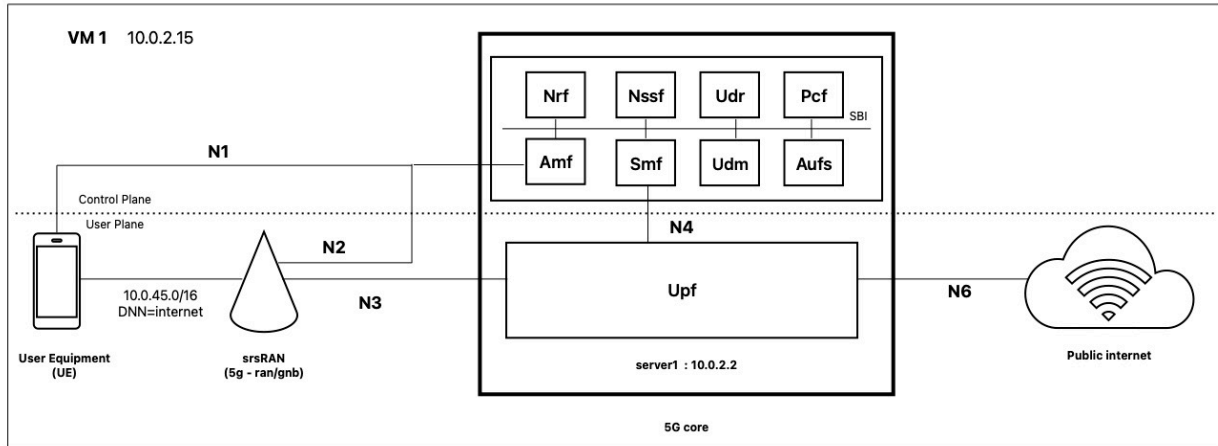 VM 1 10.0.2.15
Nrf Nssf Udr Pcf
SBI
Amf Smf Udm Aufs
N1
Control Plane
User Plane
N2
N4
10.0.45.0/16
DNN=internet
N3
Upf
N6
User Equipment
(UE)
srsRAN
(5g - ran/gnb)
server1 : 10.0.2.2
Public internet
5G core